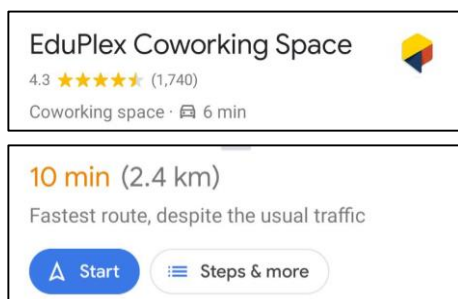 EduPlex Coworking Space
4.3 (1,740)
Coworking space · 6 min
10 min (2.4 km)
Fastest route, despite the usual traffic
Start Steps & more